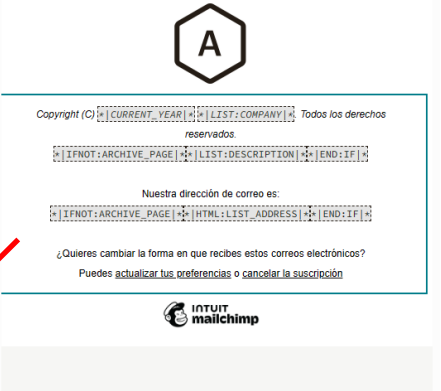 A
Copyright (C) *|CURRENT_YEAR|* *|LIST:COMPANY|*. Todos los derechos
reservados.
*|IFNOT:ARCHIVE_PAGE|* *|LIST:DESCRIPTION|* *|END:IF|*
Nuestra dirección de correo es:
*|IFNOT:ARCHIVE_PAGE|* *|HTML:LIST_ADDRESS|* *|END:IF|*
¿Quieres cambiar la forma en que recibes estos correos electrónicos?
Puedes actualizar tus preferencias o cancelar la suscripción
INTUIT
mailchimp